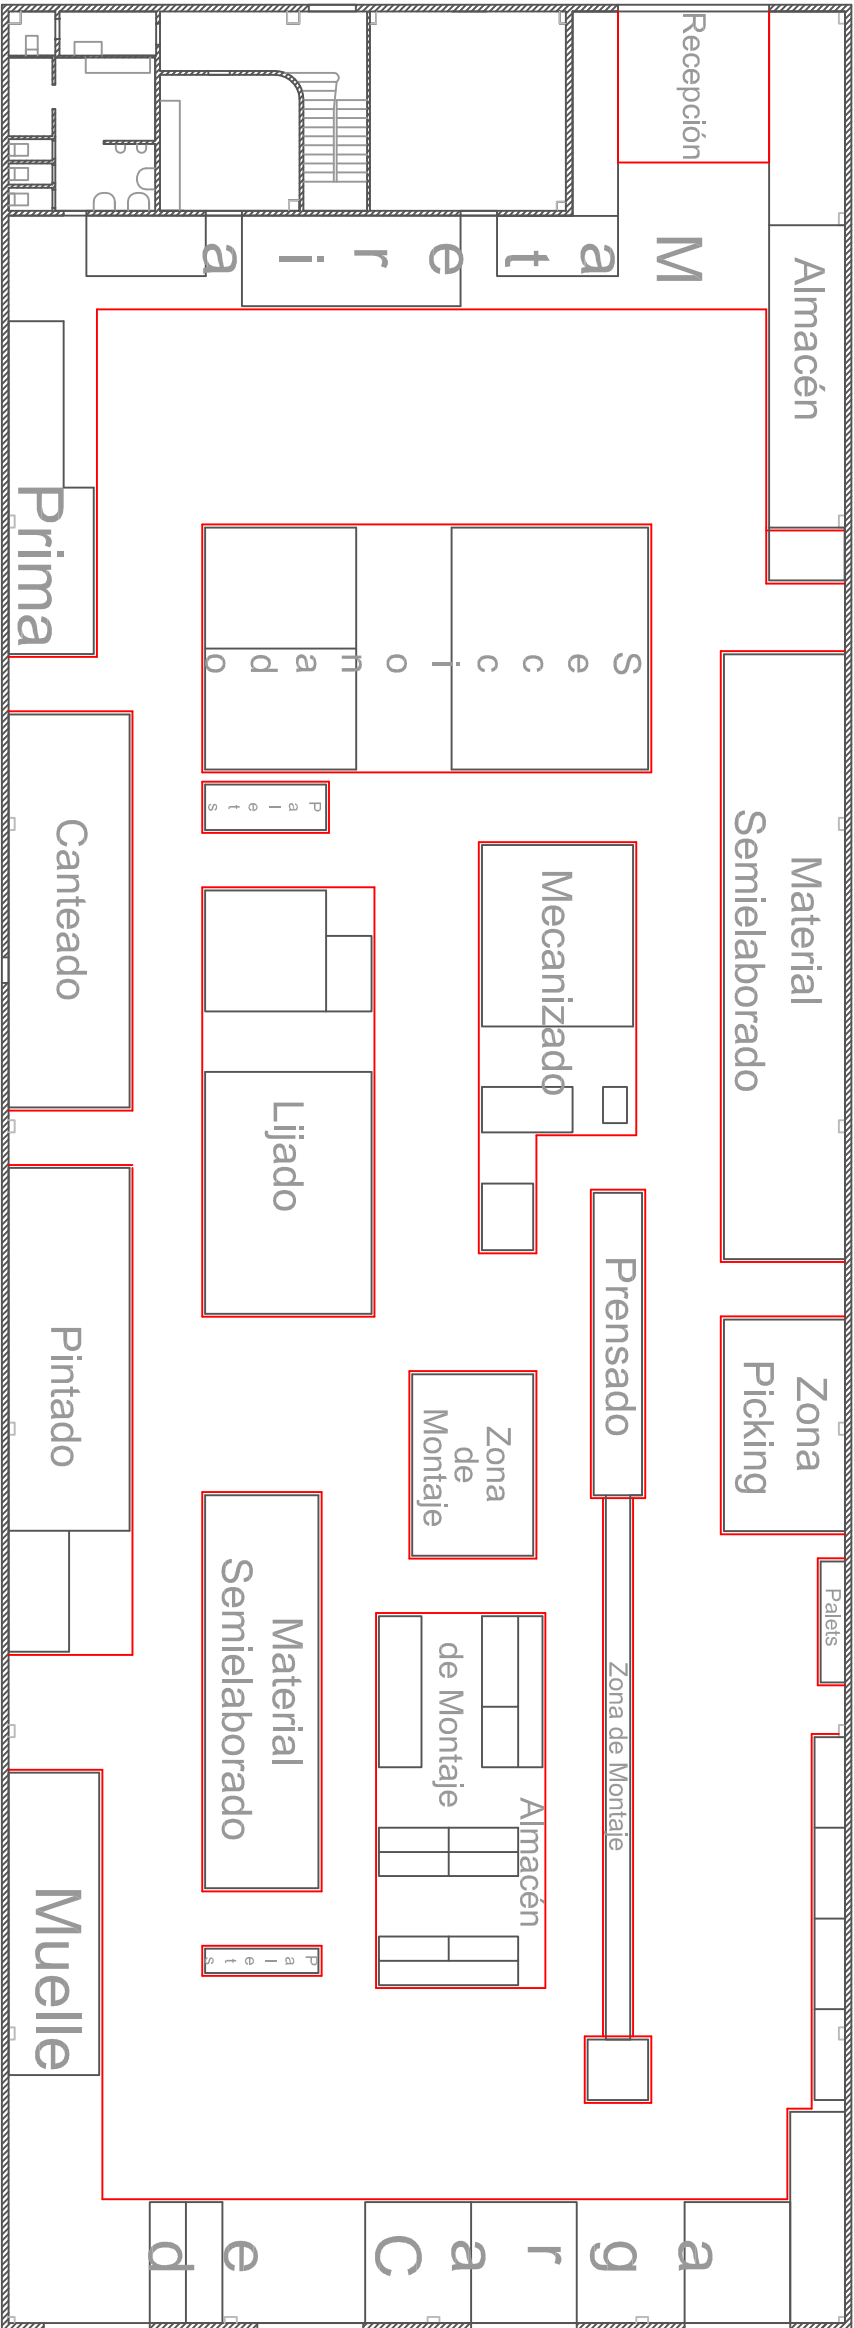 Recepción
Almacén
Materia
Prima
Seccionado
Palets
Canteado
Mecanizado
Material
Semielaborado
Lijado
Prensado
Pintado
Zona
Picking
Zona
de
Montaje
Palets
Material
Semielaborado
Almacén
de Montaje
Zona de Montaje
Palets
Muelle
de Carga